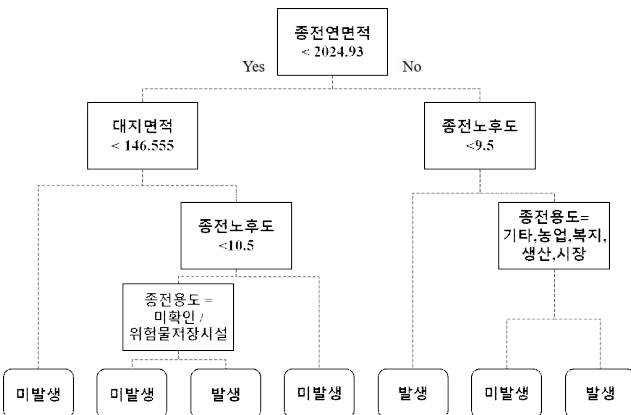 종전연면적
< 2024.93
Yes
No
대지면적
< 146.555
종전노후도
<9.5
종전노후도
<10.5
종전용도=
기타,농업,복지,
생산,시장
종전용도 =
미확인 /
위험물저장시설
미발생
미발생
발생
미발생
발생
미발생
발생